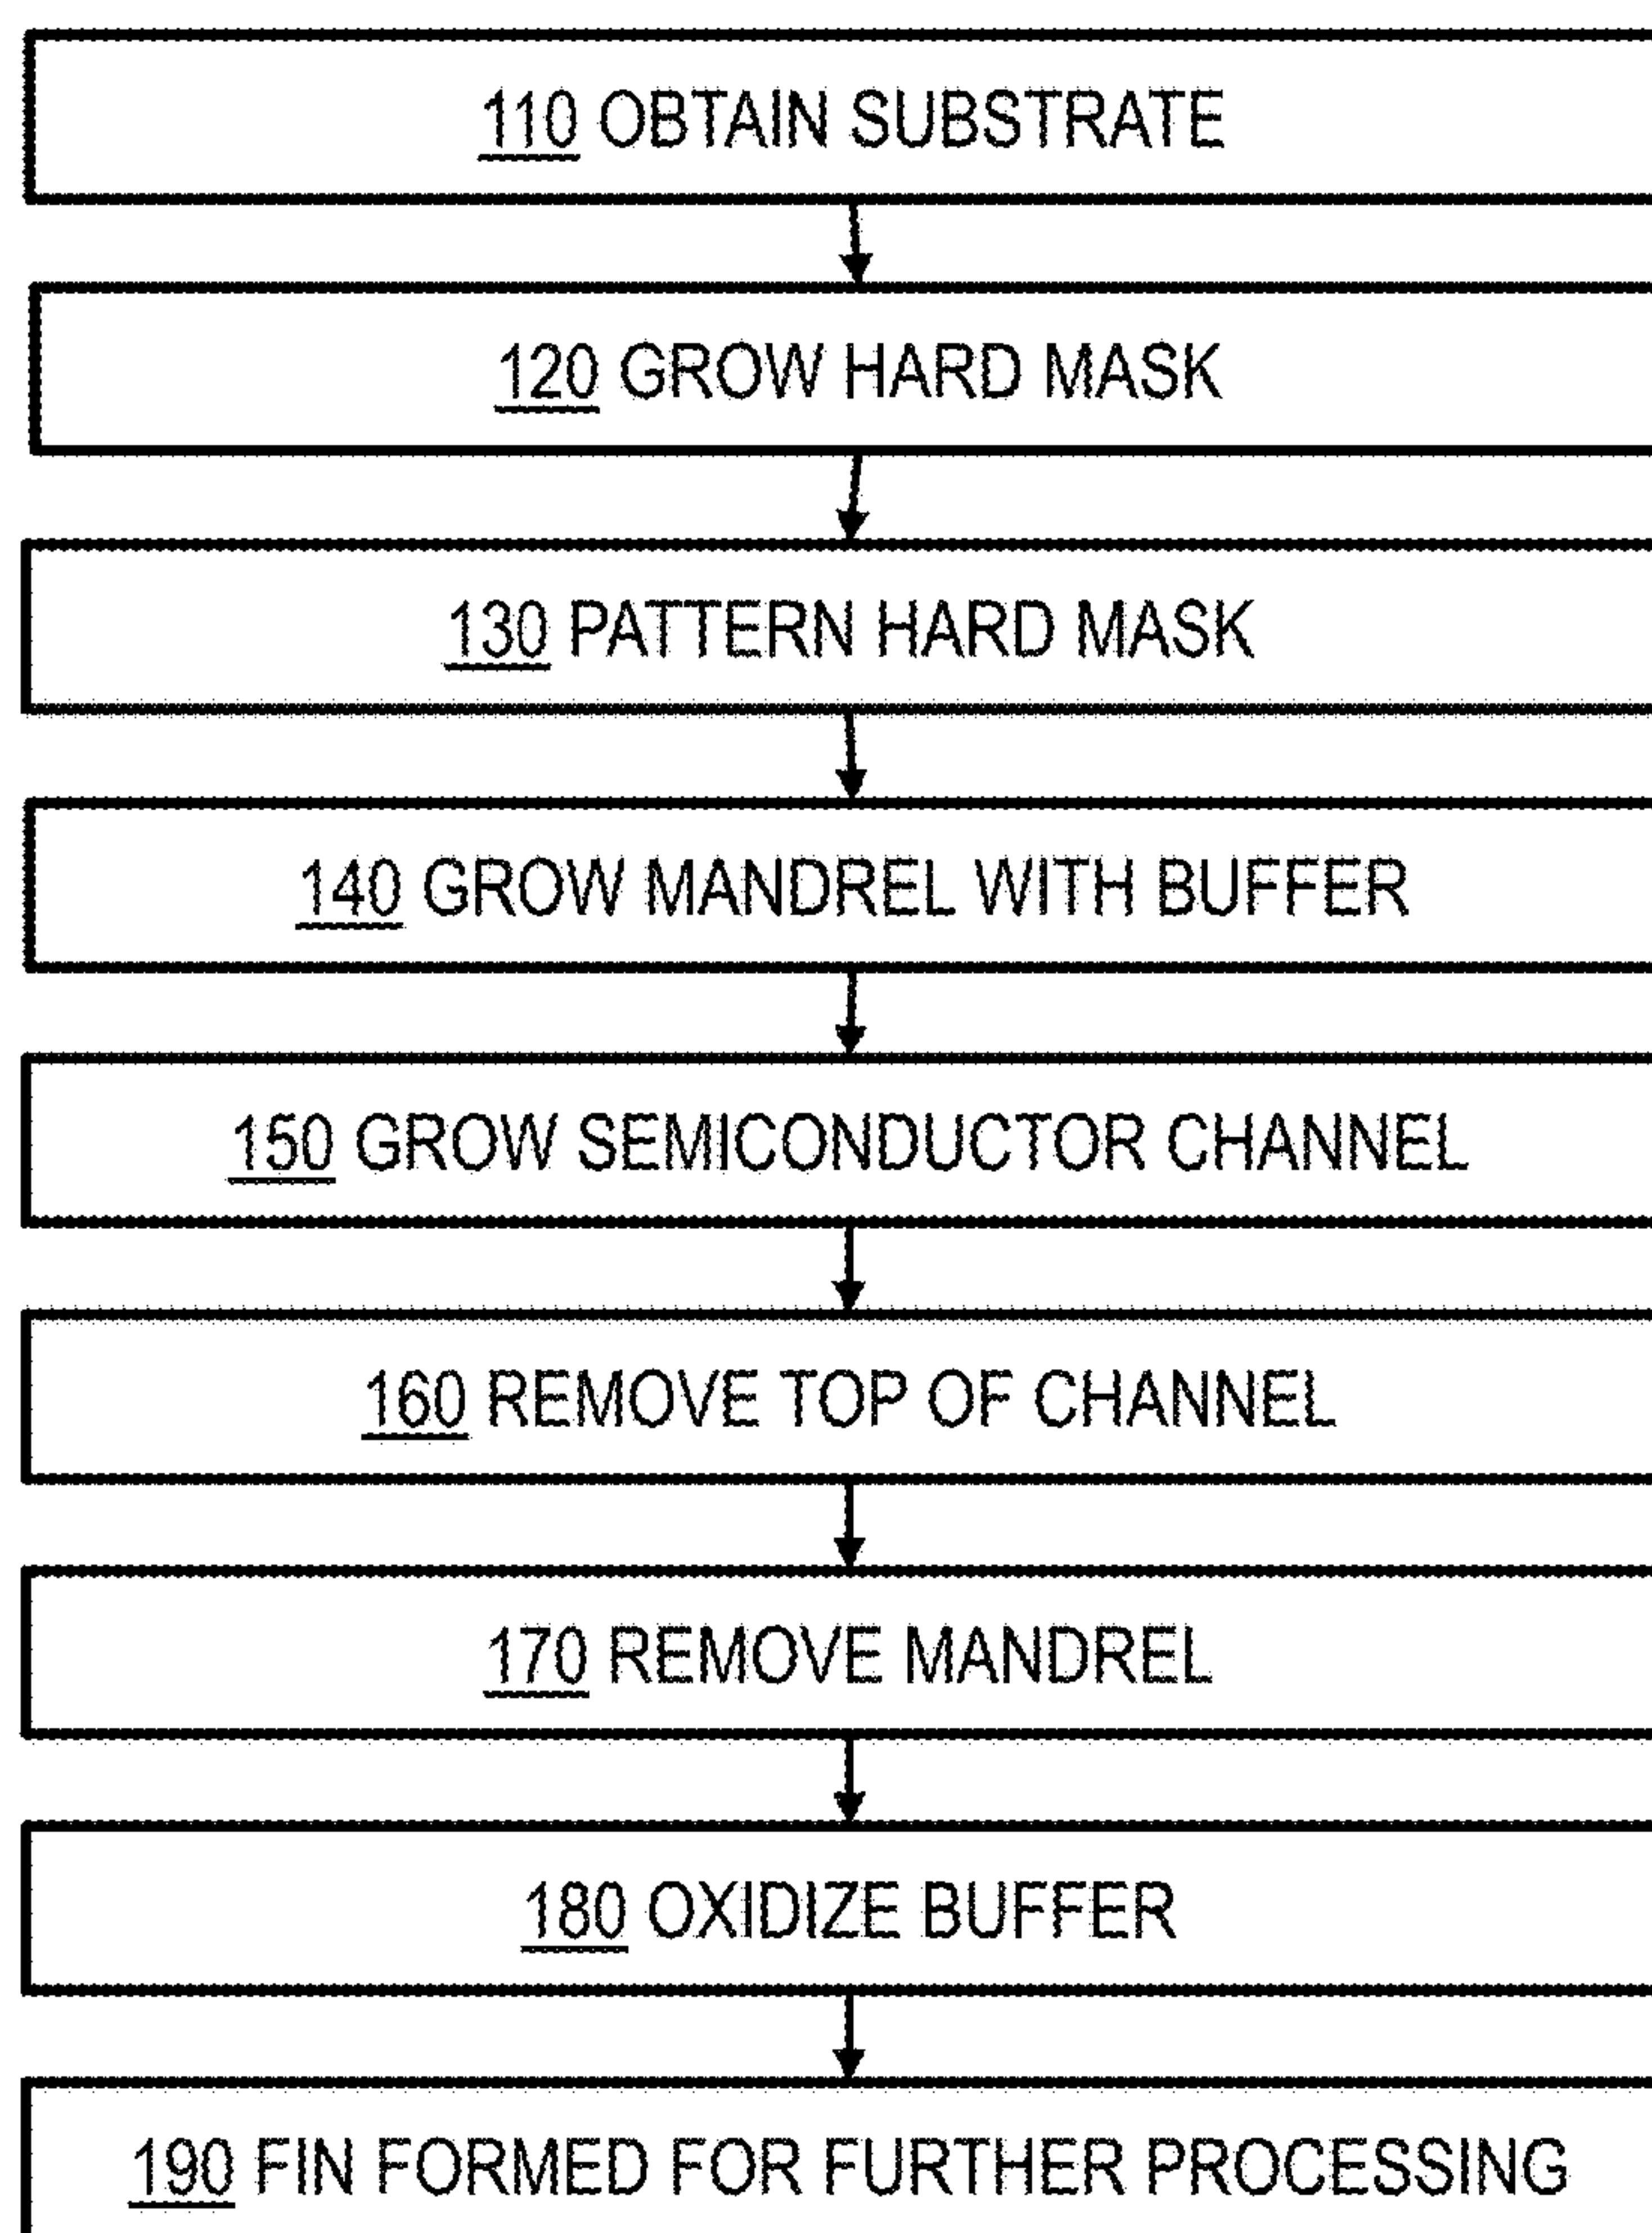 110 OBTAIN SUBSTRATE
120 GROW HARD MASK
130 PATTERN HARD MASK
140 GROW MANDREL WITH BUFFER
150 GROW SEMICONDUCTOR CHANNEL
160 REMOVE TOP OF CHANNEL
170 REMOVE MANDREL
180 OXIDIZE BUFFER
190 FIN FORMED FOR FURTHER PROCESSING